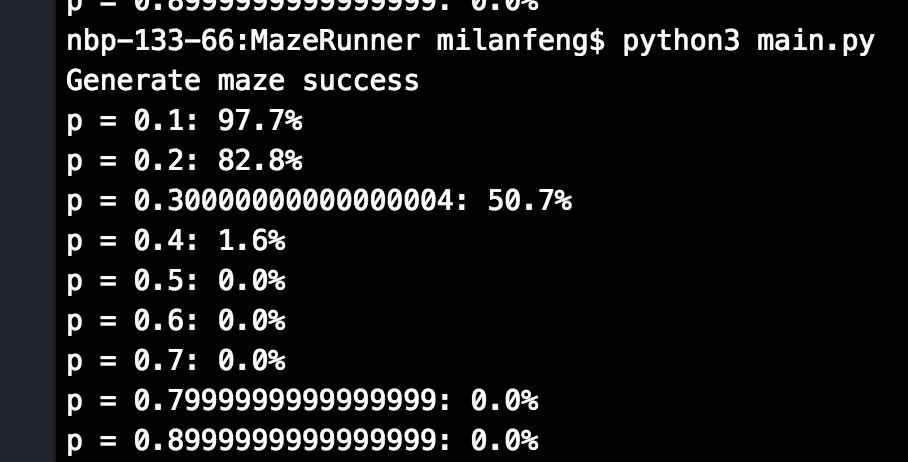 p = 0.8999999999999999: 0.0%
nbp-133-66:MazeRunner milanfeng$ python3 main.py
Generate maze success
p = 0.1: 97.7%
p = 0.2: 82.8%
p = 0.30000000000000004: 50.7%
p = 0.4: 1.6%
p = 0.5: 0.0%
p = 0.6: 0.0%
p = 0.7: 0.0%
p = 0.7999999999999999: 0.0%
p = 0.8999999999999999: 0.0%